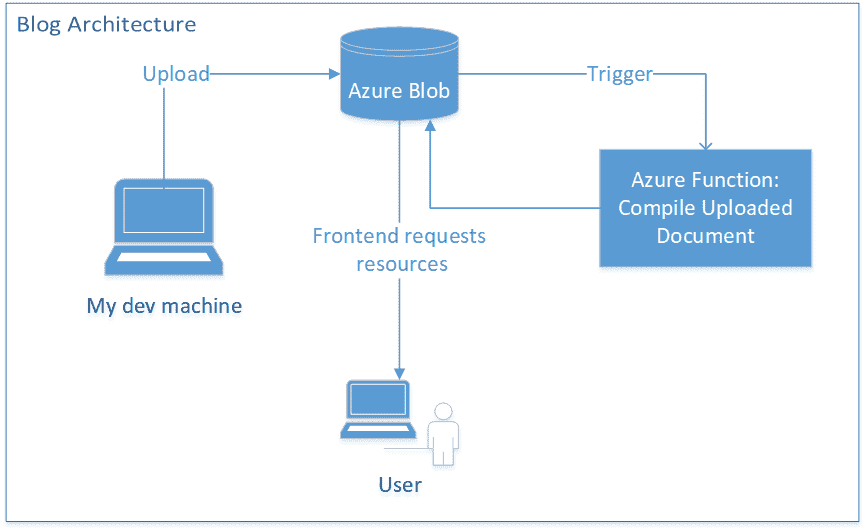 Blog Architecture
Upload
Azure Blob
Trigger
Azure Function:
Compile Uploaded
Document
Frontend requests
resources
My dev machine
User